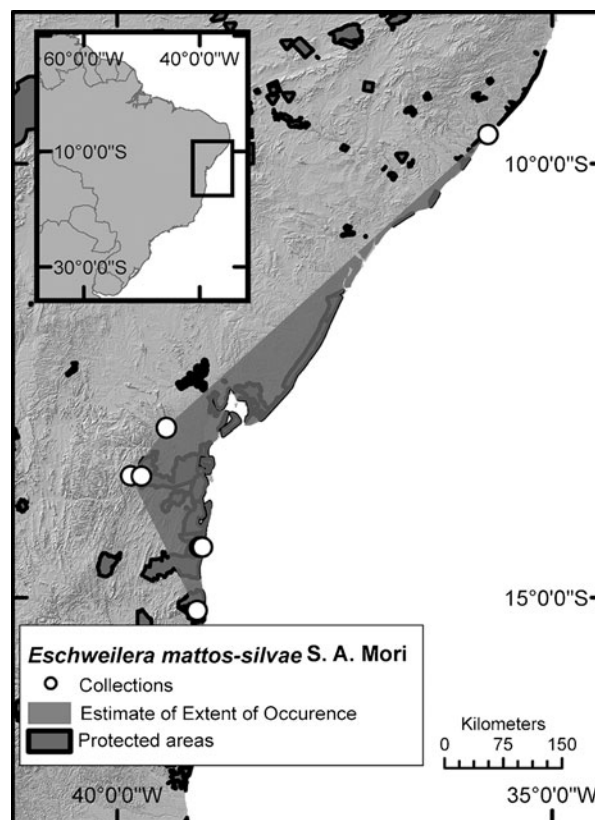 60°0'0"W 40°0'0"W
10°0'0"S
30°0'0"S
10°0'0"S
15°0'0"S
Eschweilera mattos-silvae S. A. Mori
Collections
Estimate of Extent of Occurence
Protected areas
Kilometers
0 75 150
40°0'0"W 35°0'0"W